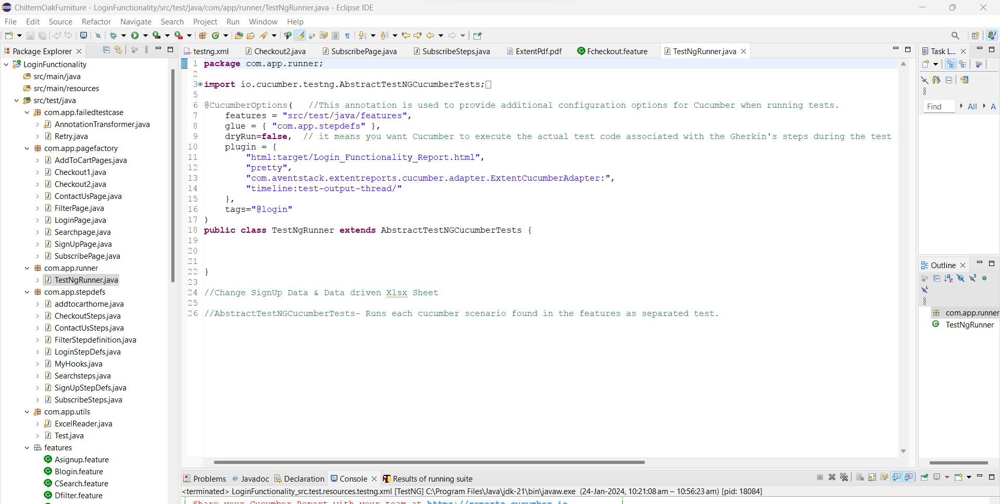 ChilternOakFurniture - LoginFunctionality/src/test/java/com/app/runner/TestNgRunner.java - Eclipse IDE
File Edit Source Refactor Navigate Search Project Run Window Help
Package Explorer
LoginFunctionality
src/main/java
src/main/resources
src/test/java
com.app.failedtestcase
AnnotationTransformer.java
Retry.java
com.app.pagefactory
AddToCartPages.java
Checkout1.java
Checkout2.java
ContactUsPage.java
FilterPage.java
LoginPage.java
Searchpage.java
SignUpPage.java
SubscribePage.java
com.app.runner
TestNgRunner.java
com.app.stepdefs
addtocarthome.java
CheckoutSteps.java
ContactUsSteps.java
FilterStepdefinition.java
LoginStepDefs.java
MyHooks.java
Searchsteps.java
SignUpStepDefs.java
SubscribeSteps.java
com.app.utils
ExcelReader.java
Test.java
features
Asignup.feature
Blogin.feature
CSearch.feature
Dfilter.feature
testng.xml Checkout2.java SubscribePage.java SubscribeSteps.java ExtentPdf.pdf Fcheckout.feature TestNgRunner.java
1 package com.app.runner;
2
3 import io.cucumber.testng.AbstractTestNGCucumberTests;
5
6 @CucumberOptions( //This annotation is used to provide additional configuration options for Cucumber when running tests.
7 features = "src/test/java/features",
8 glue = { "com.app.stepdefs" },
9 dryRun=false, // it means you want Cucumber to execute the actual test code associated with the Gherkin's steps during the test
10 plugin = {
11 "html:target/Login_Functionality_Report.html",
12 "pretty",
13 "com.aventstack.extentreports.cucumber.adapter.ExtentCucumberAdapter:",
14 "timeline:test-output-thread/"
15 },
16 tags="@login"
17 )
18 public class TestNgRunner extends AbstractTestNGCucumberTests {
19
20
21
22 }
23
24 //Change SignUp Data & Data driven Xlsx Sheet
25
26 //AbstractTestNGCucumberTests- Runs each cucumber scenario found in the features as separated test.
Task L...
Find All A
Outline
com.app.runner
TestNgRunner
Problems Javadoc Declaration Console Results of running suite
<terminated> LoginFunctionality_src.test.resources.testng.xml [TestNG] C:\Program Files\Java\jdk-21\bin\javaw.exe (24-Jan-2024, 10:21:08 am – 10:56:23 am) [pid: 18084]
Share your Cucumber Report with your team at https://reports.cucumber.io